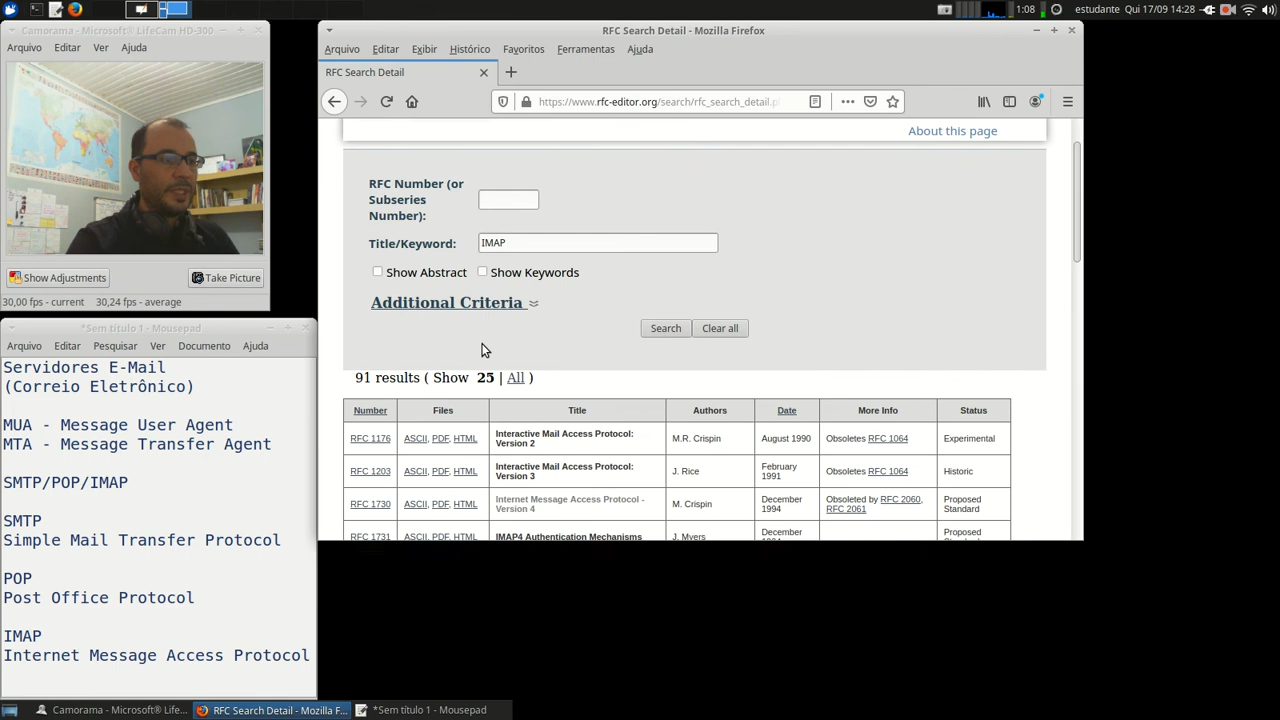 1:08 estudante Qui 17/09 14:28
Camorama - Microsoft® LifeCam HD-300
Arquivo Editar Ver Ajuda
Show Adjustments Take Picture
30,00 fps - current 30,24 fps - average
*Sem título 1 - Mousepad
Arquivo Editar Pesquisar Ver Documento Ajuda
Servidores E-Mail
(Correio Eletrônico)
MUA - Message User Agent
MTA - Message Transfer Agent
SMTP/POP/IMAP
SMTP
Simple Mail Transfer Protocol
POP
Post Office Protocol
IMAP
Internet Message Access Protocol
RFC Search Detail - Mozilla Firefox
Arquivo Editar Exibir Histórico Favoritos Ferramentas Ajuda
RFC Search Detail
https://www.rfc-editor.org/search/rfc_search_detail.p
About this page
RFC Number (or
Subseries
Number):
Title/Keyword: IMAP
Show Abstract Show Keywords
Additional Criteria
Search Clear all
91 results ( Show 25 | All )
Number Files Title Authors Date More Info Status
RFC 1176 ASCII, PDF, HTML Interactive Mail Access Protocol: Version 2 M.R. Crispin August 1990 Obsoletes RFC 1064 Experimental
RFC 1203 ASCII, PDF, HTML Interactive Mail Access Protocol: Version 3 J. Rice February 1991 Obsoletes RFC 1064 Historic
RFC 1730 ASCII, PDF, HTML Internet Message Access Protocol - Version 4 M. Crispin December 1994 Obsoleted by RFC 2060, RFC 2061 Proposed Standard
RFC 1731 ASCII, PDF, HTML IMAP4 Authentication Mechanisms J. Myers December Proposed
Camorama - Microsoft® Life... RFC Search Detail - Mozilla F... *Sem título 1 - Mousepad